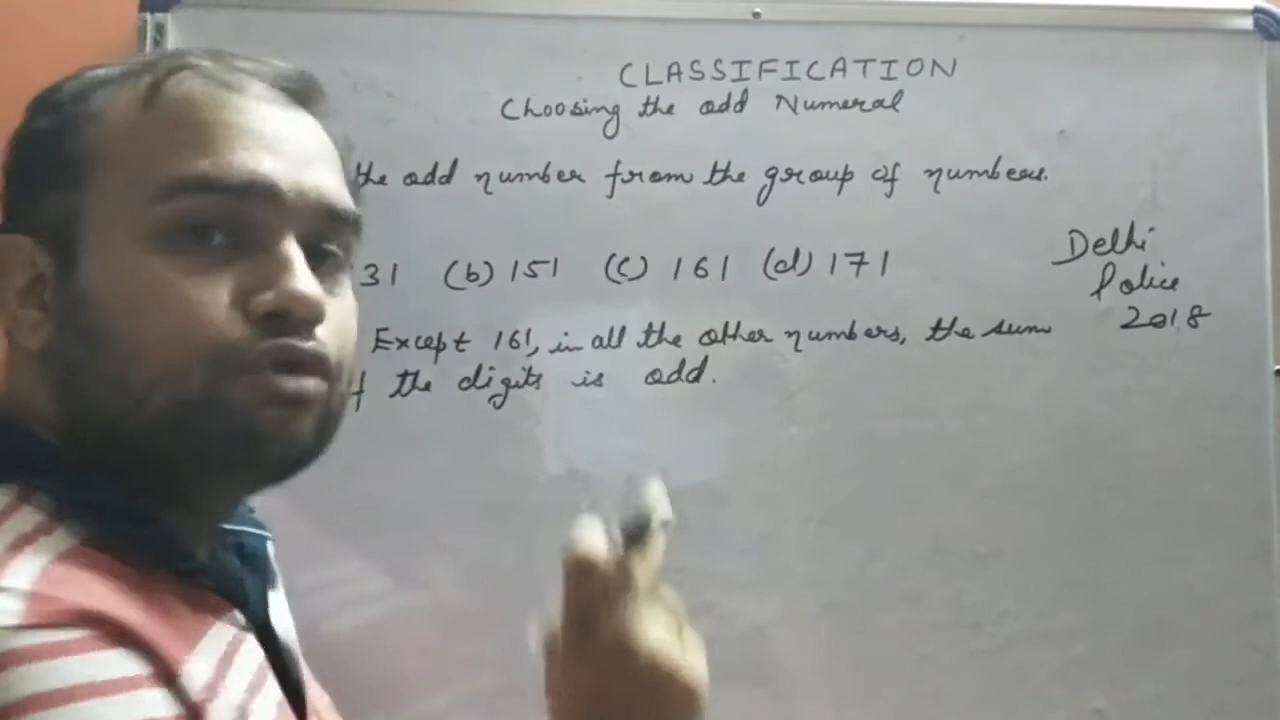 CLASSIFICATION
Choosing the odd Numeral
the odd number from the group of numbers.
31 (b) 151 (c) 161 (d) 171
Delhi
Police
2018
Except 161, in all the other numbers, the sum
f the digits is odd.